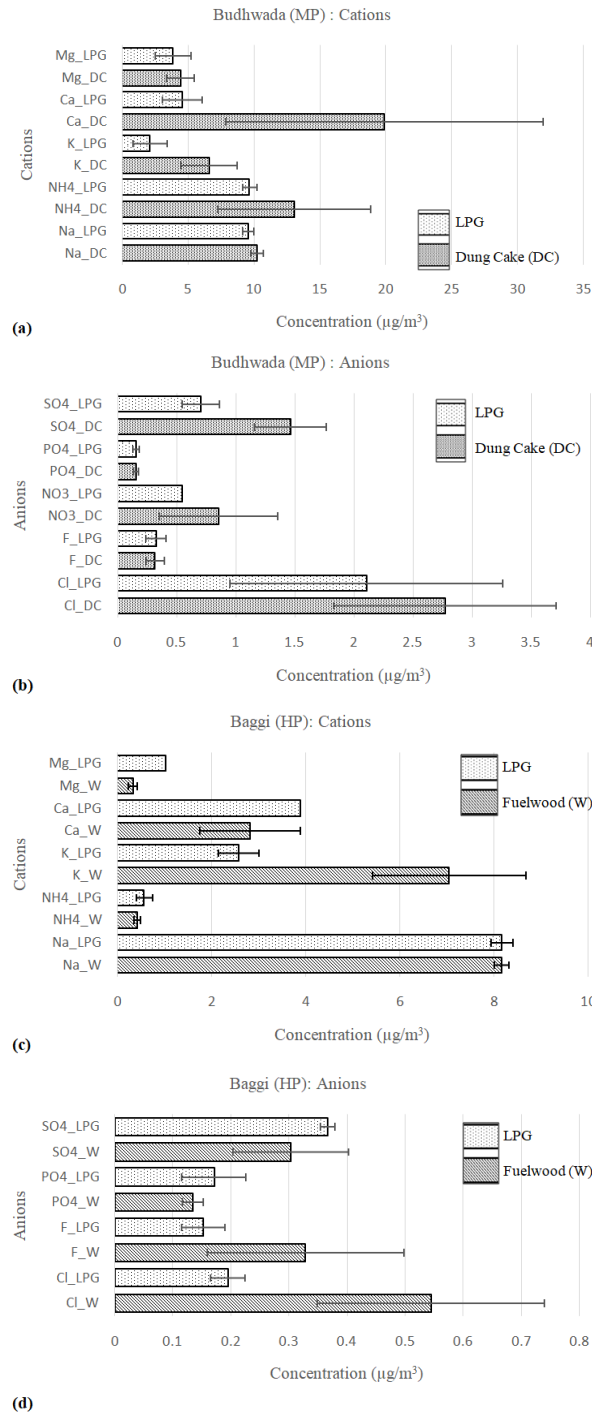 Budhwada (MP) : Cations
Mg_LPG
Mg_DC
Ca_LPG
Ca_DC
K_LPG
K_DC
NH4_LPG
NH4_DC
Na_LPG
Na_DC
Cations
LPG
Dung Cake (DC)
0 5 10 15 20 25 30 35
Concentration (µg/m³)
(a)
Budhwada (MP) : Anions
SO4_LPG
SO4_DC
PO4_LPG
PO4_DC
NO3_LPG
NO3_DC
F_LPG
F_DC
Cl_LPG
Cl_DC
Anions
LPG
Dung Cake (DC)
0 0.5 1 1.5 2 2.5 3 3.5 4
Concentration (µg/m³)
(b)
Baggi (HP): Cations
Mg_LPG
Mg_W
Ca_LPG
Ca_W
K_LPG
K_W
NH4_LPG
NH4_W
Na_LPG
Na_W
Cations
LPG
Fuelwood (W)
0 2 4 6 8 10
Concentration (µg/m³)
(c)
Baggi (HP): Anions
SO4_LPG
SO4_W
PO4_LPG
PO4_W
F_LPG
F_W
Cl_LPG
Cl_W
Anions
LPG
Fuelwood (W)
0 0.1 0.2 0.3 0.4 0.5 0.6 0.7 0.8
Concentration (µg/m³)
(d)